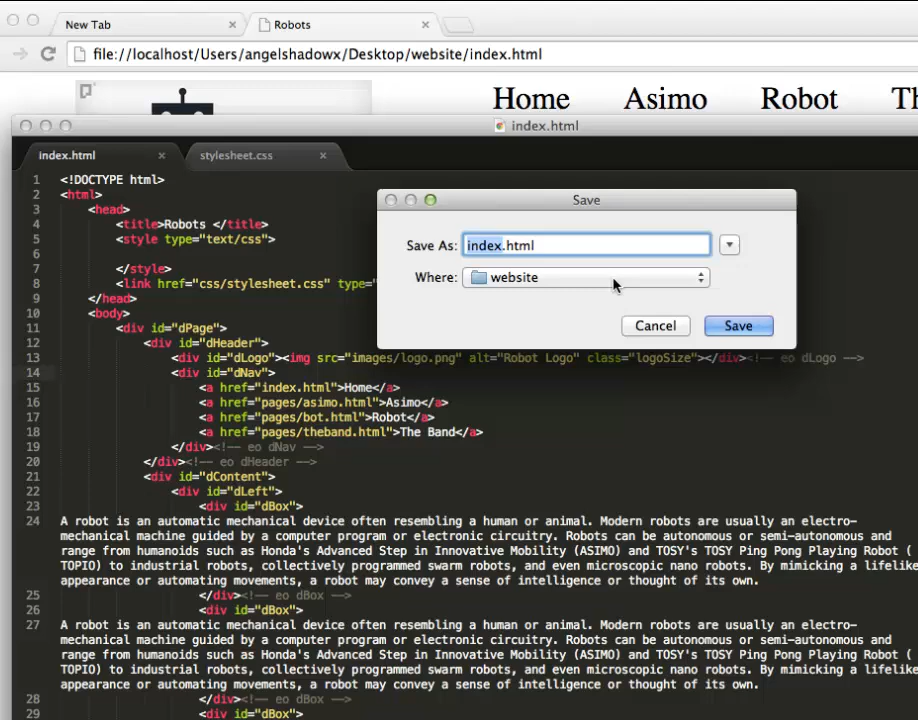 New Tab × Robots ×
file://localhost/Users/angelshadowx/Desktop/website/index.html
Home Asimo Robot Th
index.html
index.html × stylesheet.css ×
Save
Save As: index.html
Where: website
Cancel Save
1 <!DOCTYPE html>
2 <html>
3 <head>
4 <title>Robots </title>
5 <style type="text/css">
6
7 </style>
8 <link href="css/stylesheet.css" type=
9 </head>
10 <body>
11 <div id="dPage">
12 <div id="dHeader">
13 <div id="dLogo"><img src="images/logo.png" alt="Robot Logo" class="logoSize"></div><!-- eo dLogo -->
14 <div id="dNav">
15 <a href="index.html">Home</a>
16 <a href="pages/asimo.html">Asimo</a>
17 <a href="pages/bot.html">Robot</a>
18 <a href="pages/theband.html">The Band</a>
19 </div><!-- eo dNav -->
20 </div><!-- eo dHeader -->
21 <div id="dContent">
22 <div id="dLeft">
23 <div id="dBox">
24 A robot is an automatic mechanical device often resembling a human or animal. Modern robots are usually an electro-
mechanical machine guided by a computer program or electronic circuitry. Robots can be autonomous or semi-autonomous and
range from humanoids such as Honda's Advanced Step in Innovative Mobility (ASIMO) and TOSY's TOSY Ping Pong Playing Robot (
TOPIO) to industrial robots, collectively programmed swarm robots, and even microscopic nano robots. By mimicking a lifelike
appearance or automating movements, a robot may convey a sense of intelligence or thought of its own.
25 </div><!-- eo dBox -->
26 <div id="dBox">
27 A robot is an automatic mechanical device often resembling a human or animal. Modern robots are usually an electro-
mechanical machine guided by a computer program or electronic circuitry. Robots can be autonomous or semi-autonomous and
range from humanoids such as Honda's Advanced Step in Innovative Mobility (ASIMO) and TOSY's TOSY Ping Pong Playing Robot (
TOPIO) to industrial robots, collectively programmed swarm robots, and even microscopic nano robots. By mimicking a lifelike
appearance or automating movements, a robot may convey a sense of intelligence or thought of its own.
28 </div><!-- eo dBox -->
29 <div id="dBox">